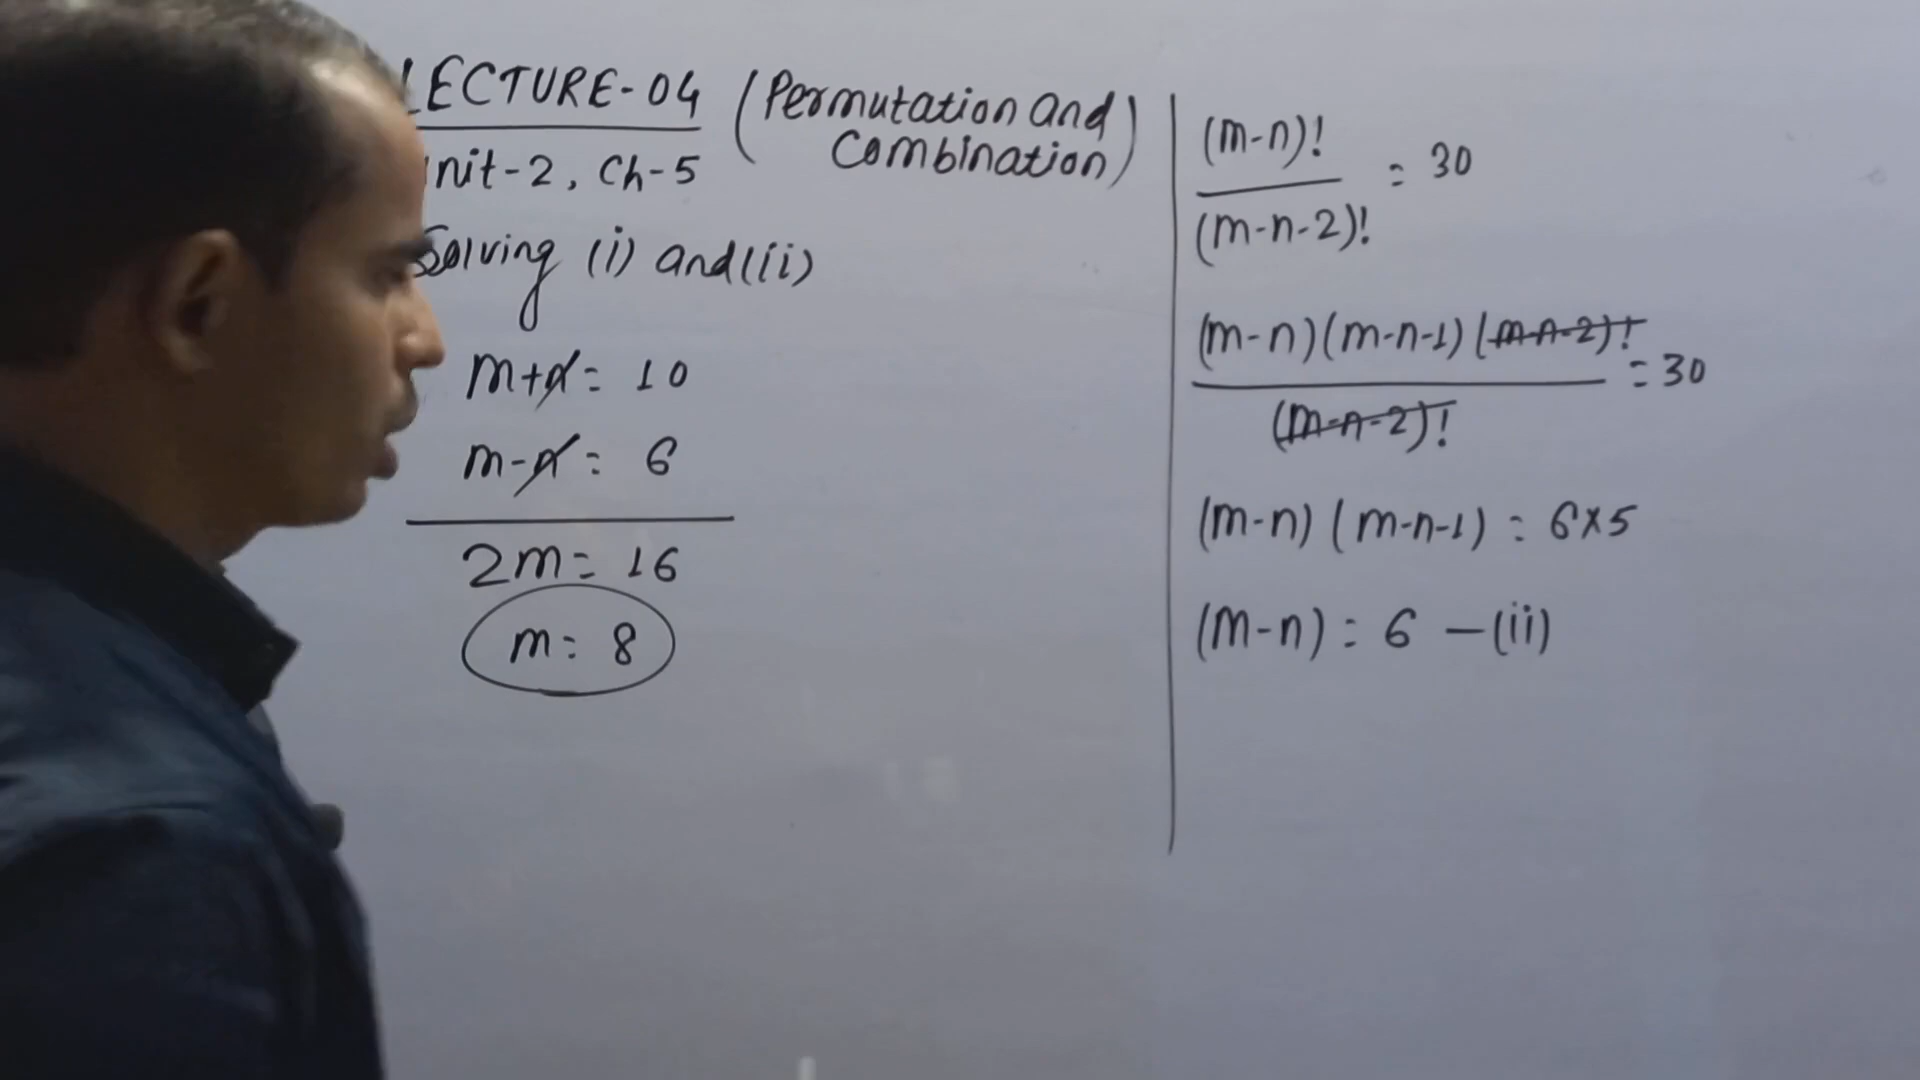 LECTURE-04 (Permutation and
Combination)
nit-2, Ch-5
Solving (i) and (ii)
m+n = 10
m-n = 6
2m = 16
m = 8
(m-n)!
(m-n-2)!
= 30
(m-n)(m-n-1)(m-n-2)!
(m-n-2)!
= 30
(m-n) (m-n-1) = 6×5
(m-n) = 6 —(ii)